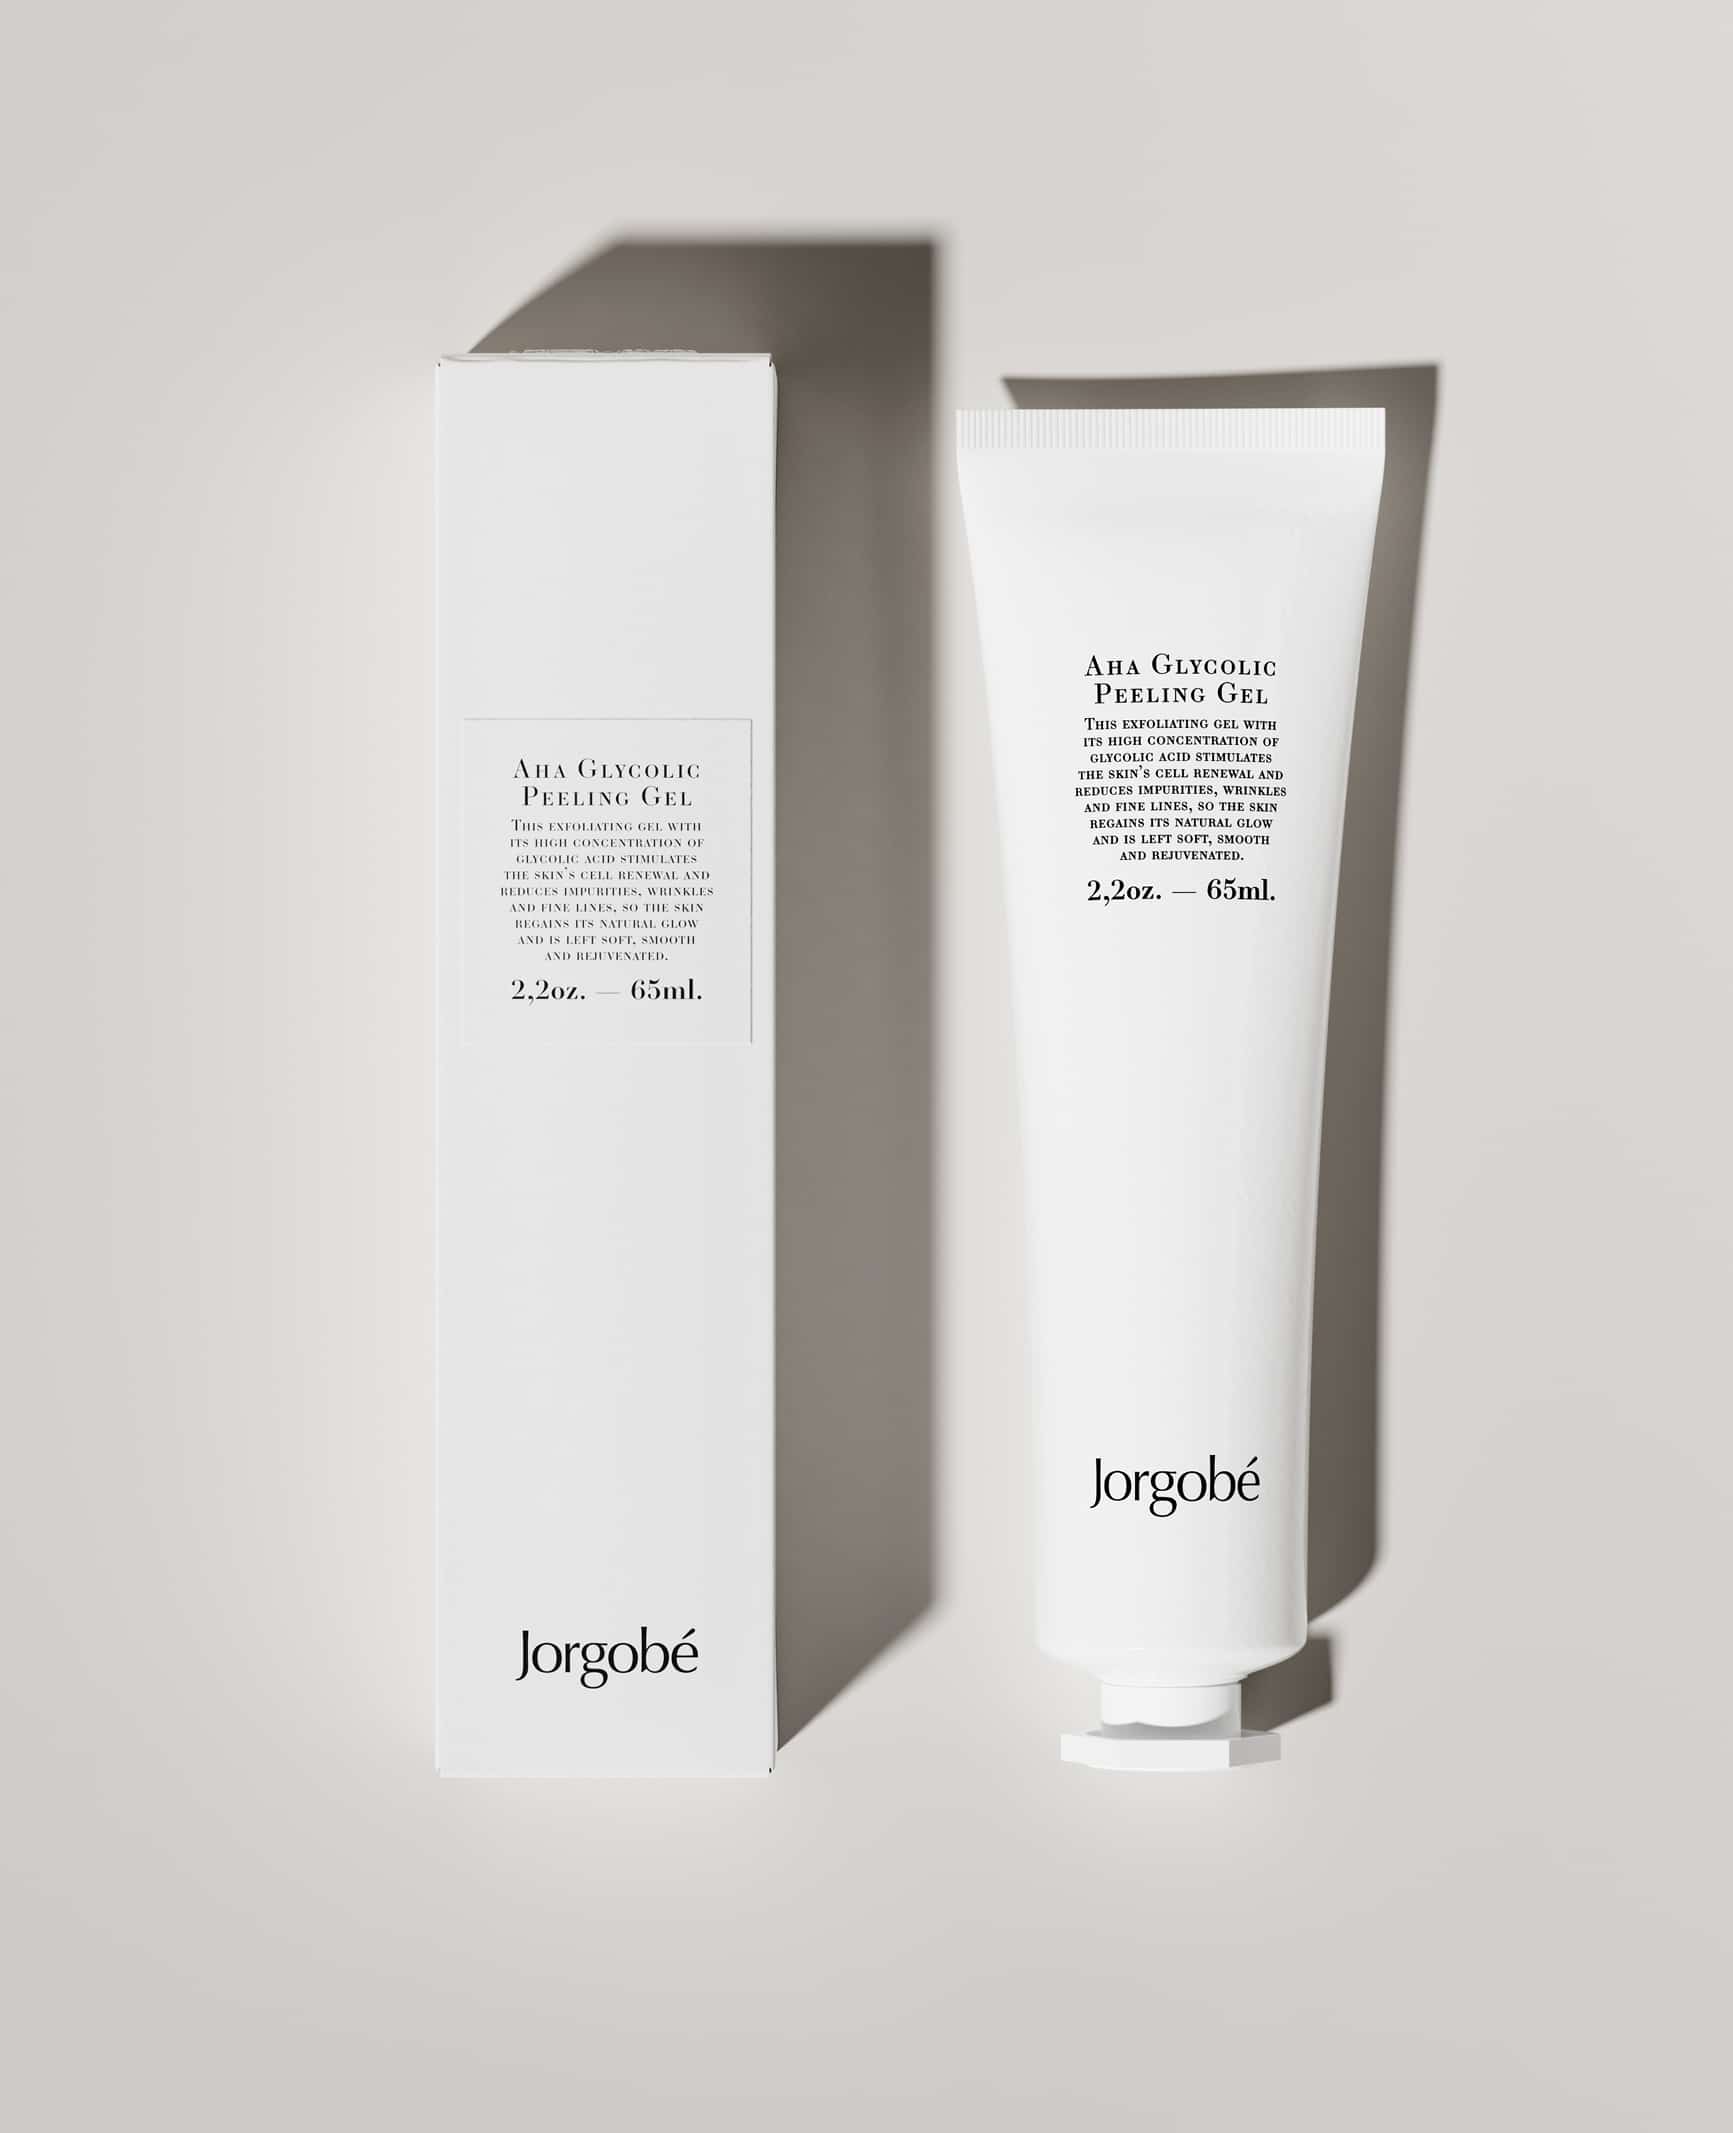 Aha Glycolic
Peeling Gel
This exfoliating gel with
its high concentration of
glycolic acid stimulates
the skin's cell renewal and
reduces impurities, wrinkles
and fine lines, so the skin
regains its natural glow
and is left soft, smooth
and rejuvenated.
2,2oz. — 65ml.
Jorgobé
Aha Glycolic
Peeling Gel
This exfoliating gel with
its high concentration of
glycolic acid stimulates
the skin's cell renewal and
reduces impurities, wrinkles
and fine lines, so the skin
regains its natural glow
and is left soft, smooth
and rejuvenated.
2,2oz. — 65ml.
Jorgobé